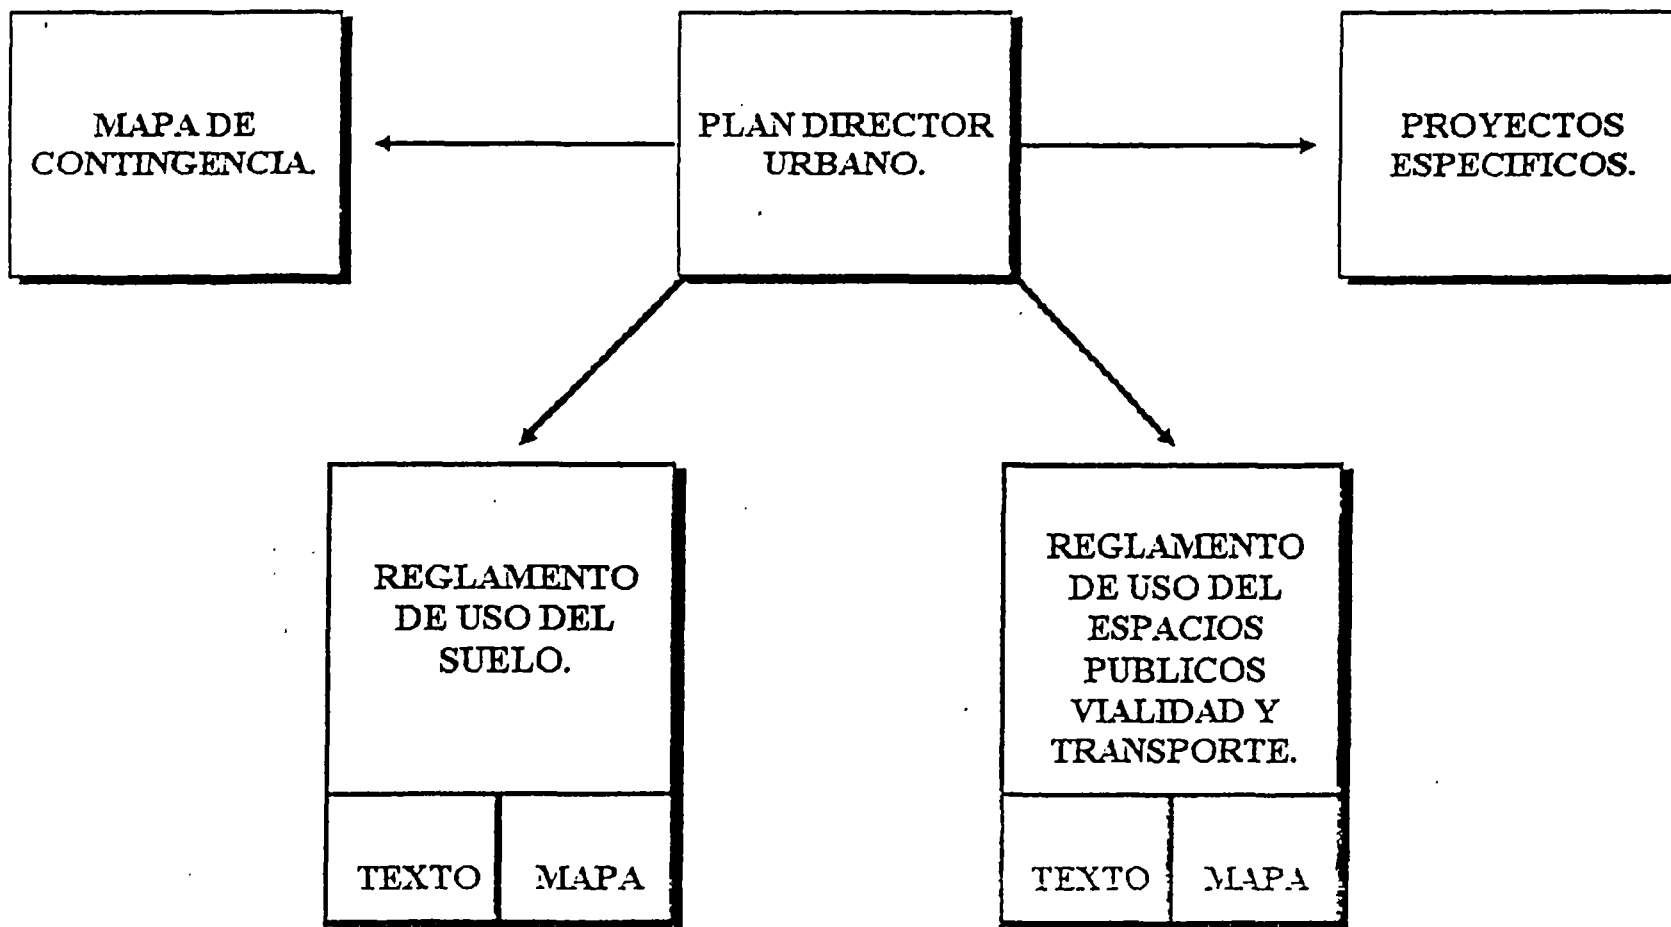 MAPA DE
CONTINGENCIA.
PLAN DIRECTOR
URBANO.
PROYECTOS
ESPECIFICOS.
REGLAMENTO
DE USO DEL
SUELO.
TEXTO
MAPA
REGLAMENTO
DE USO DEL
ESPACIOS
PUBLICOS
VIALIDAD Y
TRANSPORTE.
TEXTO
MAPA